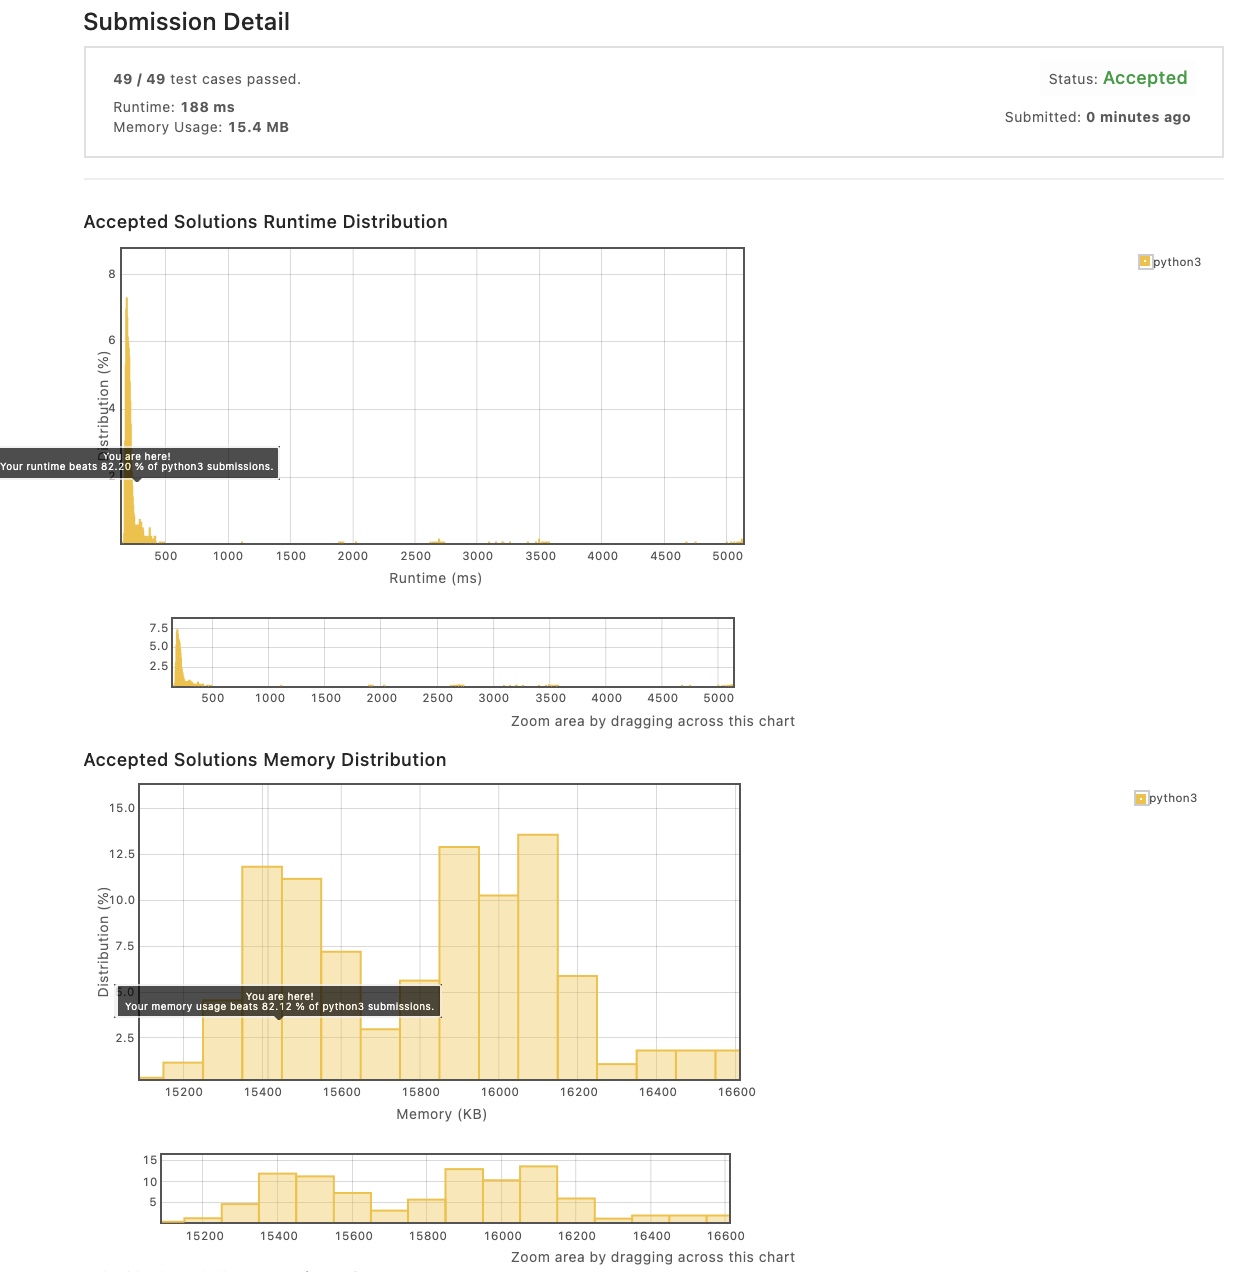 Submission Detail
49 / 49 test cases passed.
Status: Accepted
Runtime: 188 ms
Memory Usage: 15.4 MB
Submitted: 0 minutes ago
Accepted Solutions Runtime Distribution
python3
8
6
4
2
Distribution (%)
You are here!
Your runtime beats 82.20 % of python3 submissions.
500 1000 1500 2000 2500 3000 3500 4000 4500 5000
Runtime (ms)
7.5
5.0
2.5
500 1000 1500 2000 2500 3000 3500 4000 4500 5000
Zoom area by dragging across this chart
Accepted Solutions Memory Distribution
python3
15.0
12.5
10.0
7.5
5.0
2.5
Distribution (%)
You are here!
Your memory usage beats 82.12 % of python3 submissions.
15200 15400 15600 15800 16000 16200 16400 16600
Memory (KB)
15
10
5
15200 15400 15600 15800 16000 16200 16400 16600
Zoom area by dragging across this chart